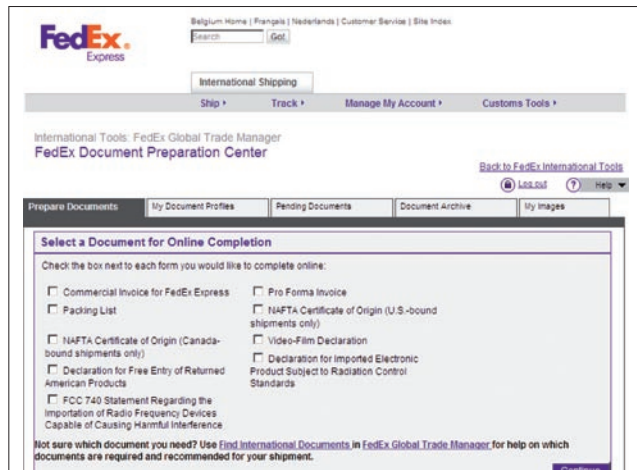 Belgium Home | Français | Nederlands | Customer Service | Site Index
FedEx®
Express
Search
Go!
International Shipping
Ship
Track
Manage My Account
Customs Tools
International Tools: FedEx Global Trade Manager
FedEx Document Preparation Center
Back to FedEx International Tools
Log out
? Help
Prepare Documents
My Document Profiles
Pending Documents
Document Archive
My Images
Select a Document for Online Completion
Check the box next to each form you would like to complete online:
Commercial Invoice for FedEx Express
Packing List
NAFTA Certificate of Origin (Canada-
bound shipments only)
Declaration for Free Entry of Returned
American Products
FCC 740 Statement Regarding the
Importation of Radio Frequency Devices
Capable of Causing Harmful Interference
Pro Forma Invoice
NAFTA Certificate of Origin (U.S.-bound
shipments only)
Video-Film Declaration
Declaration for Imported Electronic
Product Subject to Radiation Control
Standards
Not sure which document you need? Use Find International Documents in FedEx Global Trade Manager for help on which
documents are required and recommended for your shipment.
Continue